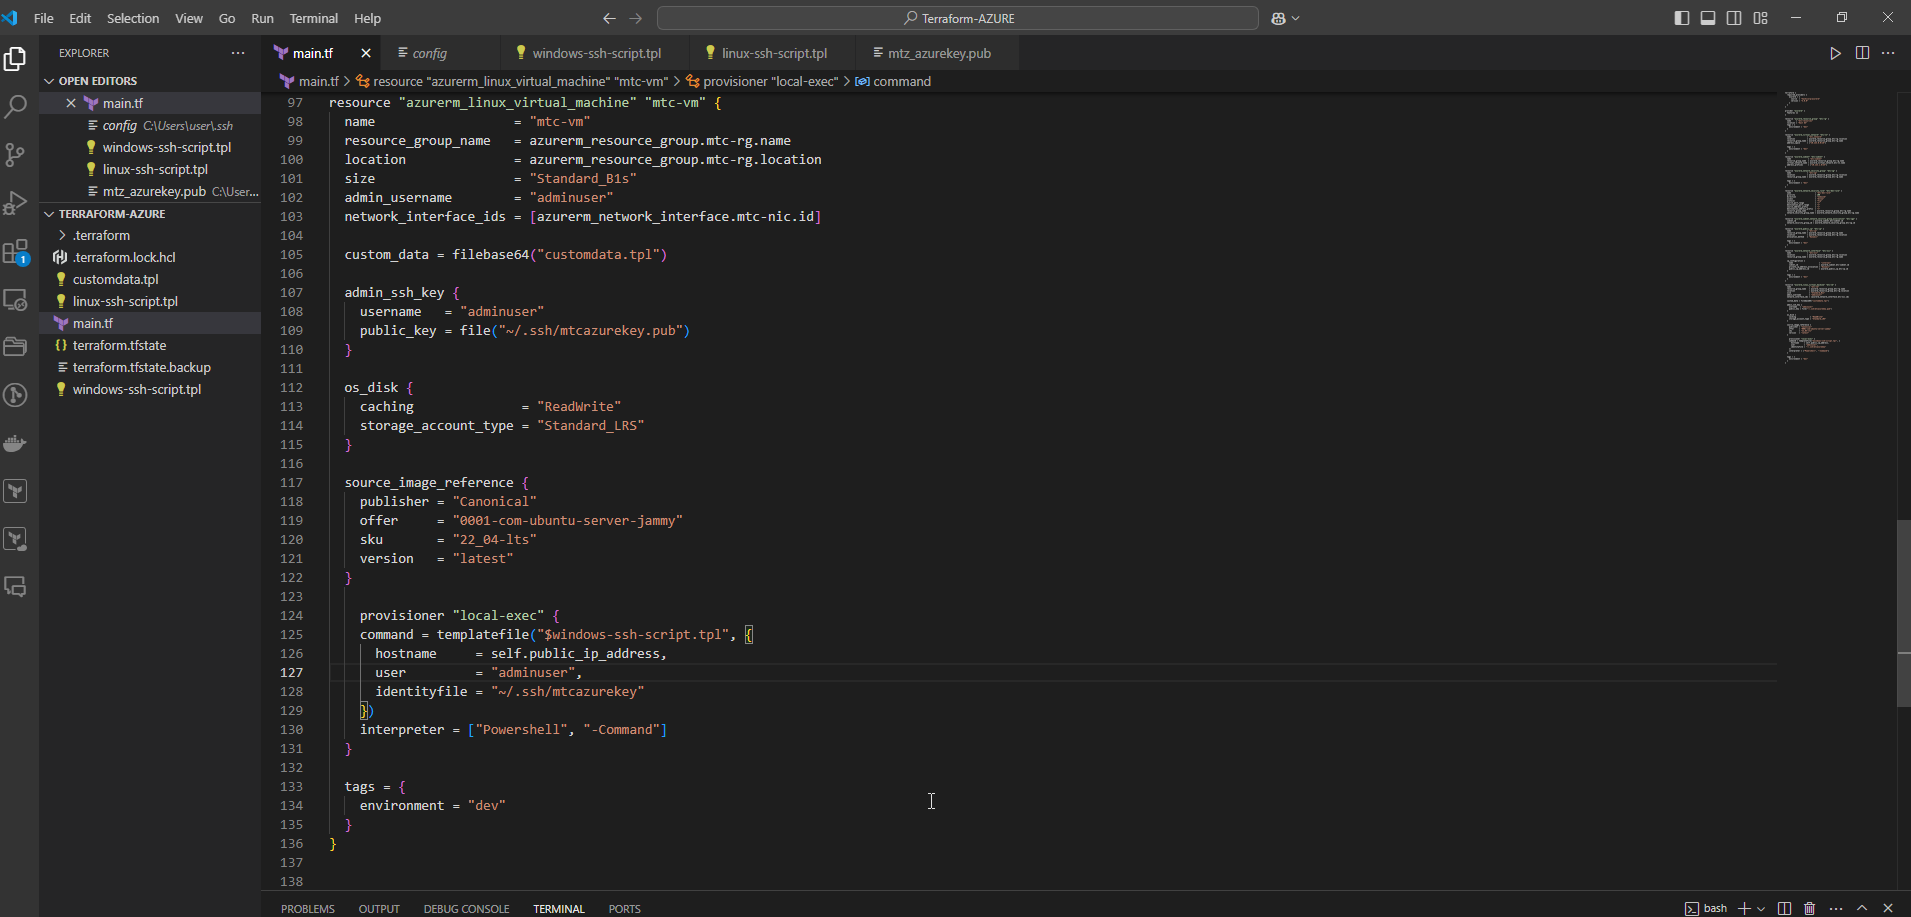 File Edit Selection View Go Run Terminal Help
Terraform-AZURE
EXPLORER
OPEN EDITORS
main.tf
config C:\Users\user\.ssh
windows-ssh-script.tpl
linux-ssh-script.tpl
mtz_azurekey.pub C:\User...
TERRAFORM-AZURE
.terraform
.terraform.lock.hcl
customdata.tpl
linux-ssh-script.tpl
main.tf
terraform.tfstate
terraform.tfstate.backup
windows-ssh-script.tpl
1
main.tf config windows-ssh-script.tpl linux-ssh-script.tpl mtz_azurekey.pub
main.tf > resource "azurerm_linux_virtual_machine" "mtc-vm" > provisioner "local-exec" > command
97 resource "azurerm_linux_virtual_machine" "mtc-vm" {
98 name = "mtc-vm"
99 resource_group_name = azurerm_resource_group.mtc-rg.name
100 location = azurerm_resource_group.mtc-rg.location
101 size = "Standard_B1s"
102 admin_username = "adminuser"
103 network_interface_ids = [azurerm_network_interface.mtc-nic.id]
104
105 custom_data = filebase64("customdata.tpl")
106
107 admin_ssh_key {
108 username = "adminuser"
109 public_key = file("~/.ssh/mtcazurekey.pub")
110 }
111
112 os_disk {
113 caching = "ReadWrite"
114 storage_account_type = "Standard_LRS"
115 }
116
117 source_image_reference {
118 publisher = "Canonical"
119 offer = "0001-com-ubuntu-server-jammy"
120 sku = "22_04-lts"
121 version = "latest"
122 }
123
124 provisioner "local-exec" {
125 command = templatefile("$windows-ssh-script.tpl", {
126 hostname = self.public_ip_address,
127 user = "adminuser",
128 identityfile = "~/.ssh/mtcazurekey"
129 })
130 interpreter = ["Powershell", "-Command"]
131 }
132
133 tags = {
134 environment = "dev"
135 }
136 }
137
138
PROBLEMS OUTPUT DEBUG CONSOLE TERMINAL PORTS
bash